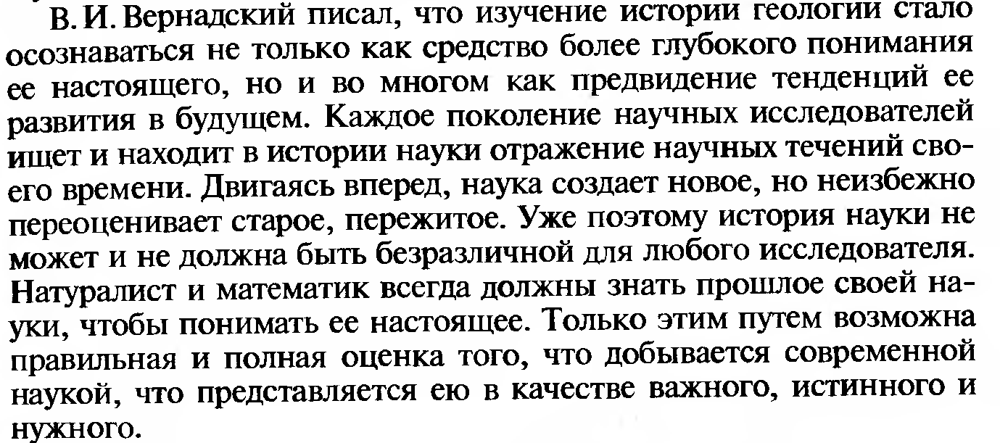 В. И. Вернадский писал, что изучение истории геологии стало
осознаваться не только как средство более глубокого понимания
ее настоящего, но и во многом как предвидение тенденций ее
развития в будущем. Каждое поколение научных исследователей
ищет и находит в истории науки отражение научных течений сво-
его времени. Двигаясь вперед, наука создает новое, но неизбежно
переоценивает старое, пережитое. Уже поэтому история науки не
может и не должна быть безразличной для любого исследователя.
Натуралист и математик всегда должны знать прошлое своей на-
уки, чтобы понимать ее настоящее. Только этим путем возможна
правильная и полная оценка того, что добывается современной
наукой, что представляется ею в качестве важного, истинного и
нужного.